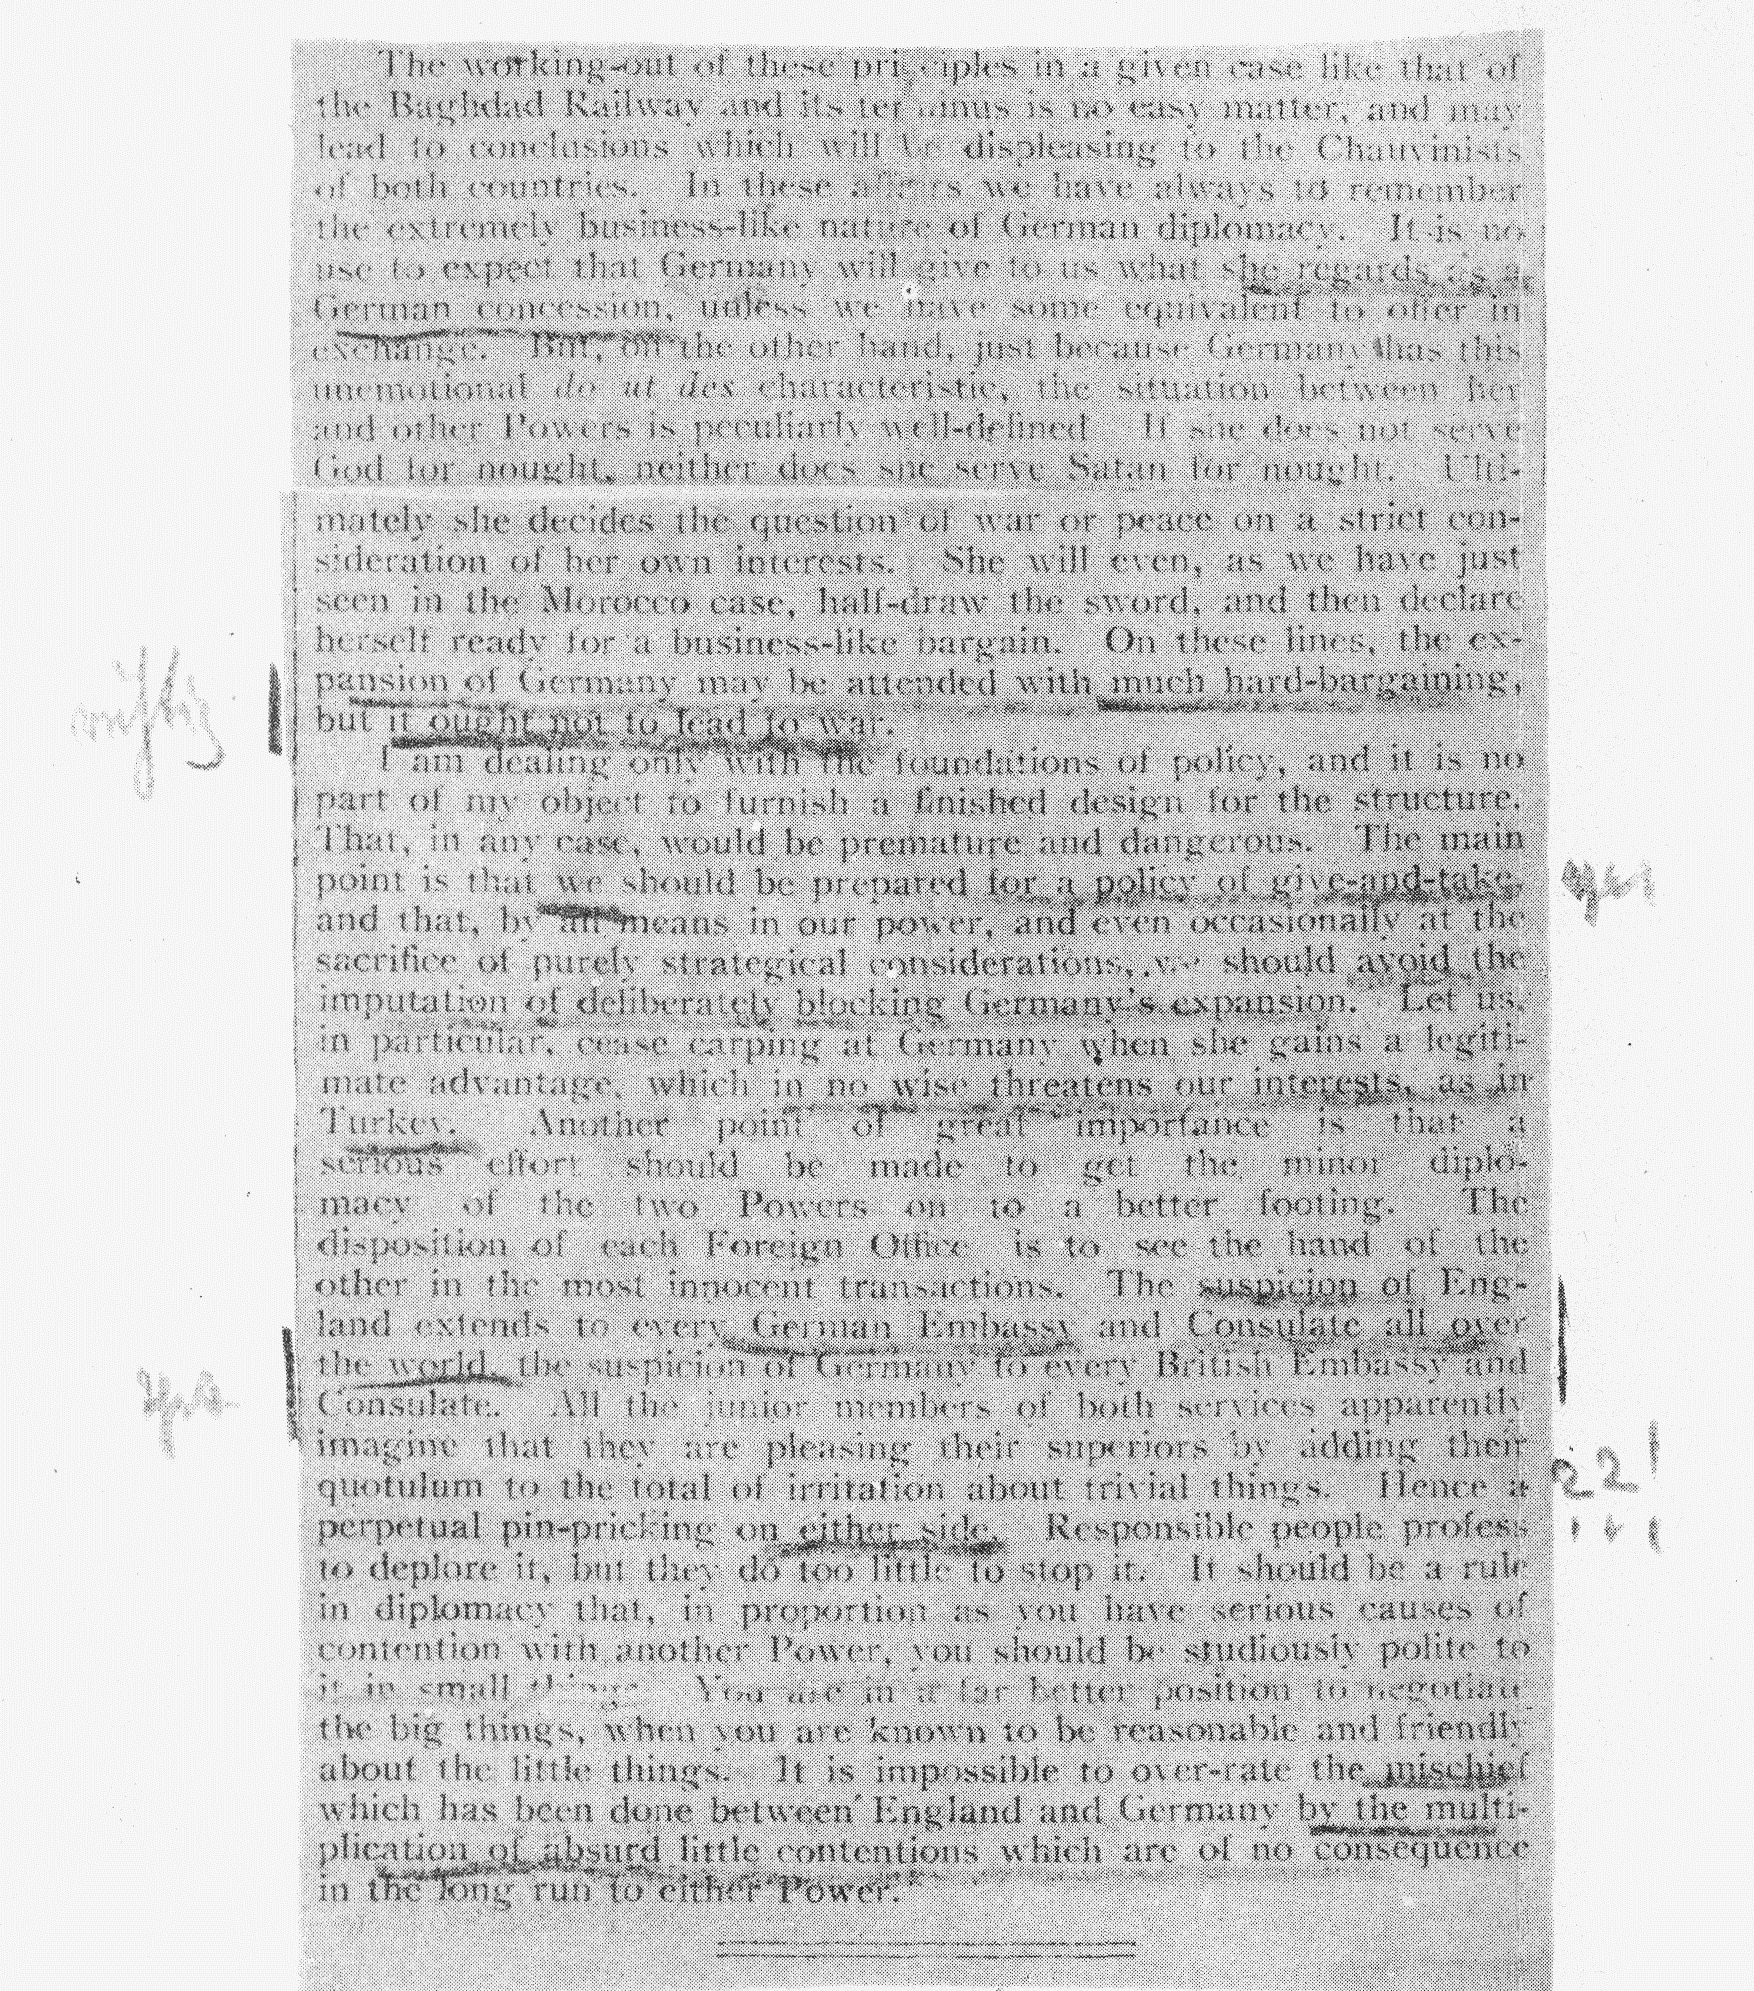 The working-out of these principles in a given case like that of
the Baghdad Railway and its terminus is no easy matter, and may
lead to conclusions which will be displeasing to the Chauvinists
of both countries. In these affairs we have always to remember
the extremely business-like nature of German diplomacy. It is no
use to expect that Germany will give to us what she regards as a
German concession, unless we have some equivalent to offer in
exchange. But, on the other hand, just because Germany has this
unemotional do ut des characteristic, the situation between her
and other Powers is peculiarly well-defined If she does not serve
God for nought, neither does she serve Satan for nought. Ulti-
mately she decides the question of war or peace on a strict con-
sideration of her own interests. She will even, as we have just
seen in the Morocco case, half-draw the sword, and then declare
herself ready for a business-like bargain. On these lines, the ex-
pansion of Germany may be attended with much hard-bargaining,
but it ought not to lead to war.
I am dealing only with the foundations of policy, and it is no
part of my object to furnish a finished design for the structure.
That, in any case, would be premature and dangerous. The main
point is that we should be prepared for a policy of give-and-take,
and that, by all means in our power, and even occasionally at the
sacrifice of purely strategical considerations, we should avoid the
imputation of deliberately blocking Germany's expansion. Let us,
in particular, cease carping at Germany when she gains a legiti-
mate advantage, which in no wise threatens our interests, as in
Turkey. Another point of great importance is that a
serious effort should be made to get the minor diplo-
macy of the two Powers on to a better footing. The
disposition of each Foreign Office is to see the hand of the
other in the most innocent transactions. The suspicion of Eng-
land extends to every German Embassy and Consulate all over
the world, the suspicion of Germany to every British Embassy and
Consulate. All the junior members of both services apparently
imagine that they are pleasing their superiors by adding their
quotulum to the total of irritation about trivial things. Hence a
perpetual pin-pricking on either side. Responsible people profess
to deplore it, but they do too little to stop it. It should be a rule
in diplomacy that, in proportion as you have serious causes of
contention with another Power, you should be studiously polite to
it in small things. You are in a far better position to negotiate
the big things, when you are known to be reasonable and friendly
about the little things. It is impossible to over-rate the mischief
which has been done between England and Germany by the multi-
plication of absurd little contentions which are of no consequence
in the long run to either Power.